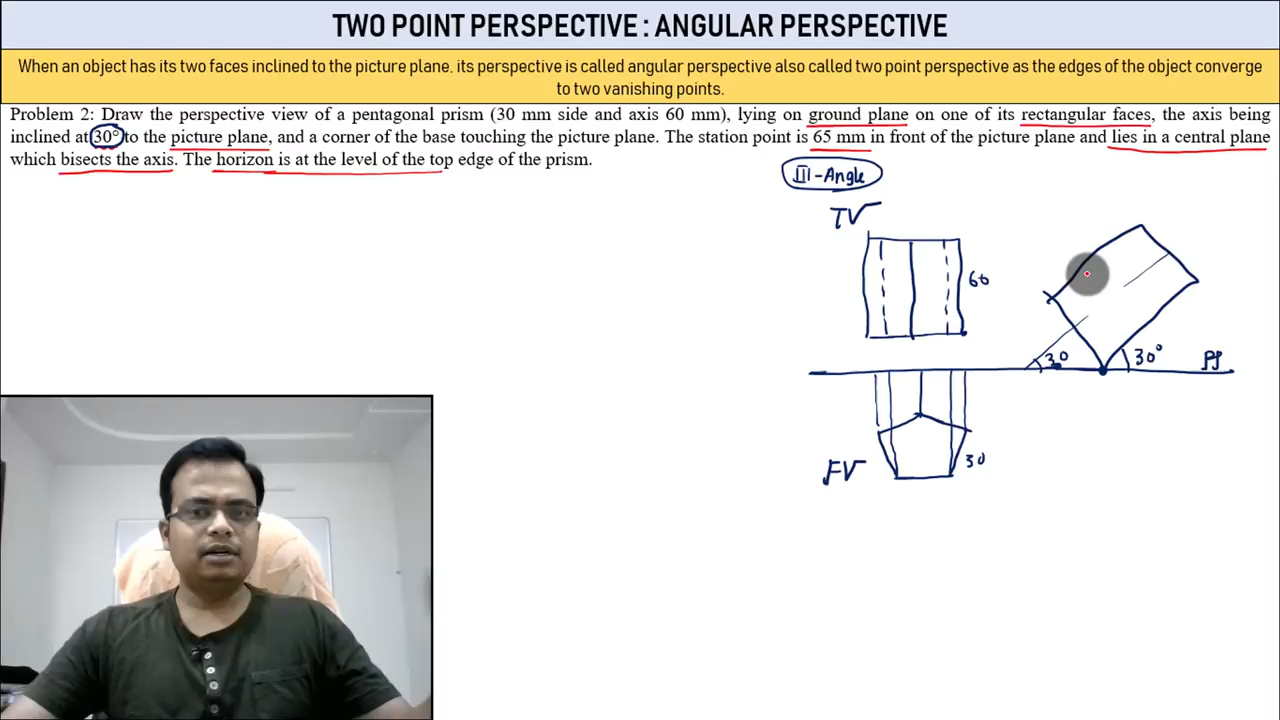 TWO POINT PERSPECTIVE : ANGULAR PERSPECTIVE
When an object has its two faces inclined to the picture plane, its perspective is called angular perspective also called two point perspective as the edges of the object converge
to two vanishing points.
Problem 2: Draw the perspective view of a pentagonal prism (30 mm side and axis 60 mm), lying on ground plane on one of its rectangular faces, the axis being
inclined at 30° to the picture plane, and a corner of the base touching the picture plane. The station point is 65 mm in front of the picture plane and lies in a central plane
which bisects the axis. The horizon is at the level of the top edge of the prism.
III-Angle
TV
60
30
30°
PP
FV
30